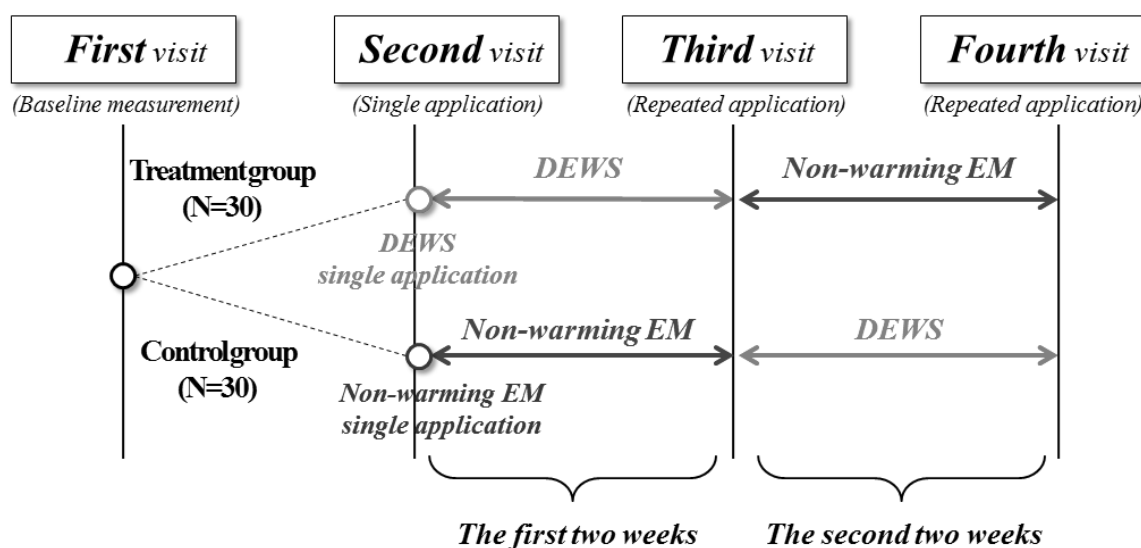 First visit
Second visit
Third visit
Fourth visit
(Baseline measurement)
(Single application)
(Repeated application)
(Repeated application)
Treatmentgroup
(N=30)
DEWS
Non-warming EM
DEWS
single application
Controlgroup
(N=30)
Non-warming EM
DEWS
Non-warming EM
single application
The first two weeks
The second two weeks